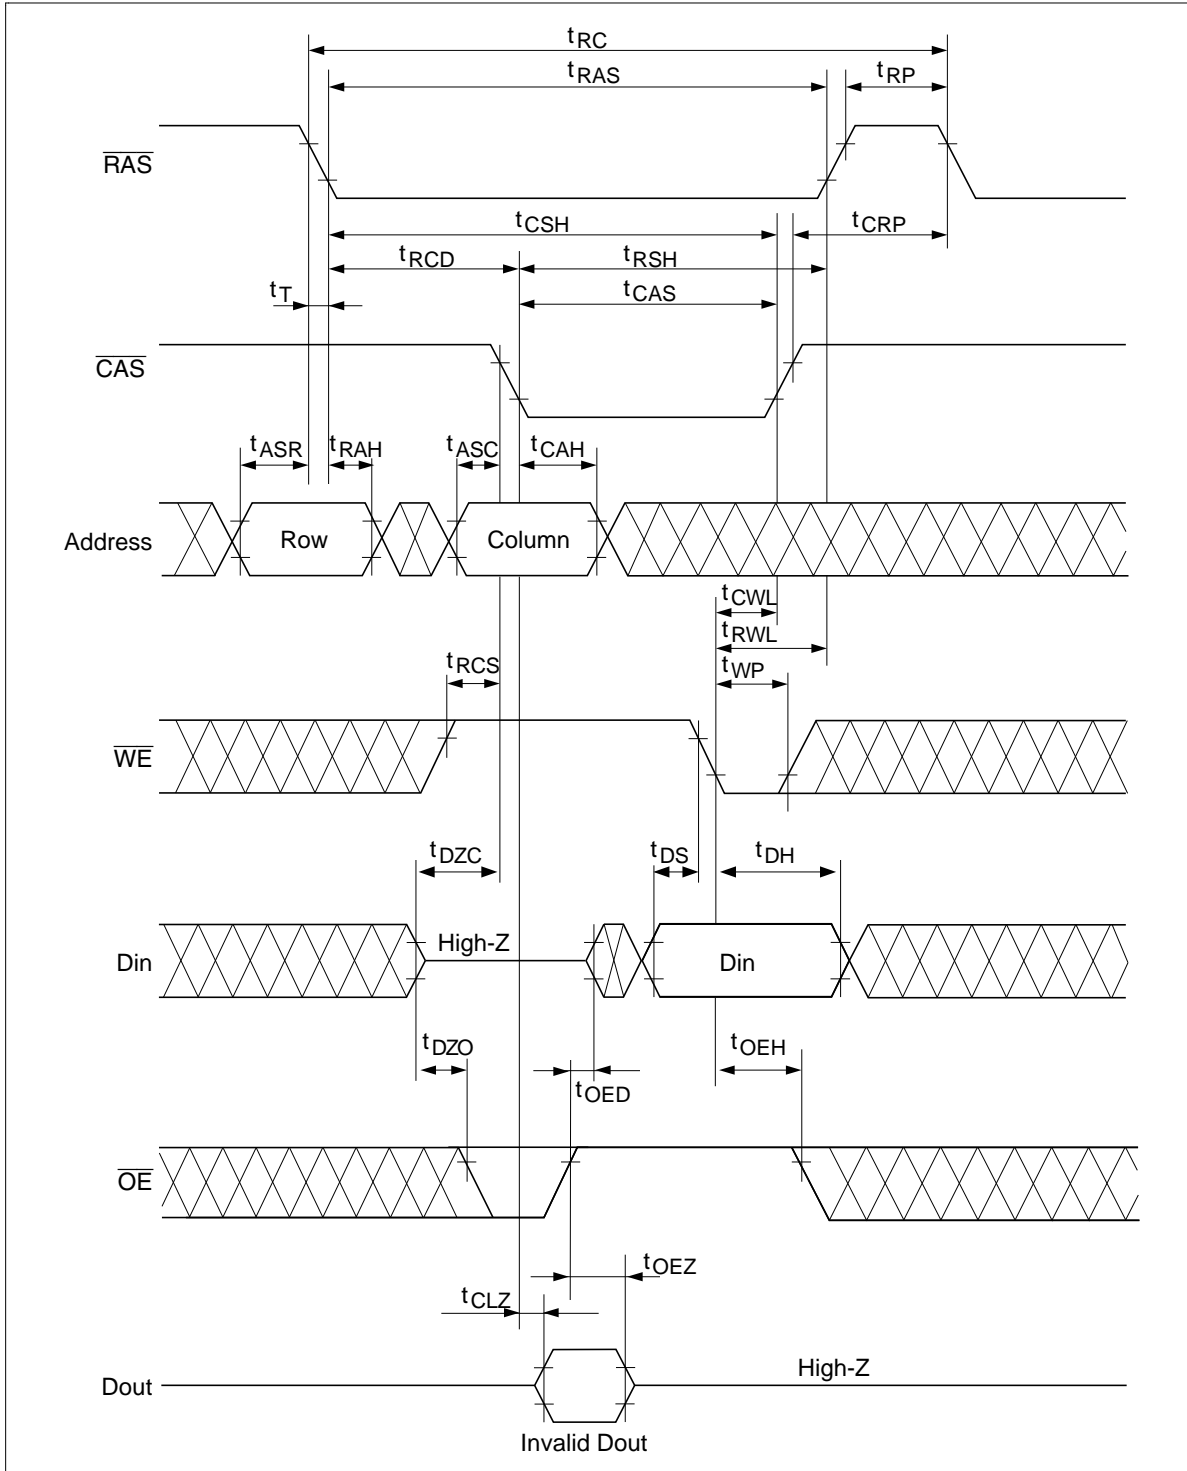 tRC
tRAS
tRP
RAS
tCSH
tCRP
tRCD
tRSH
tT
tCAS
CAS
tASR
tRAH
tASC
tCAH
Address
Row
Column
tCWL
tRWL
tRCS
tWP
WE
tDZC
tDS
tDH
High-Z
Din
Din
tDZO
tOEH
tOED
OE
tOEZ
tCLZ
High-Z
Dout
Invalid Dout